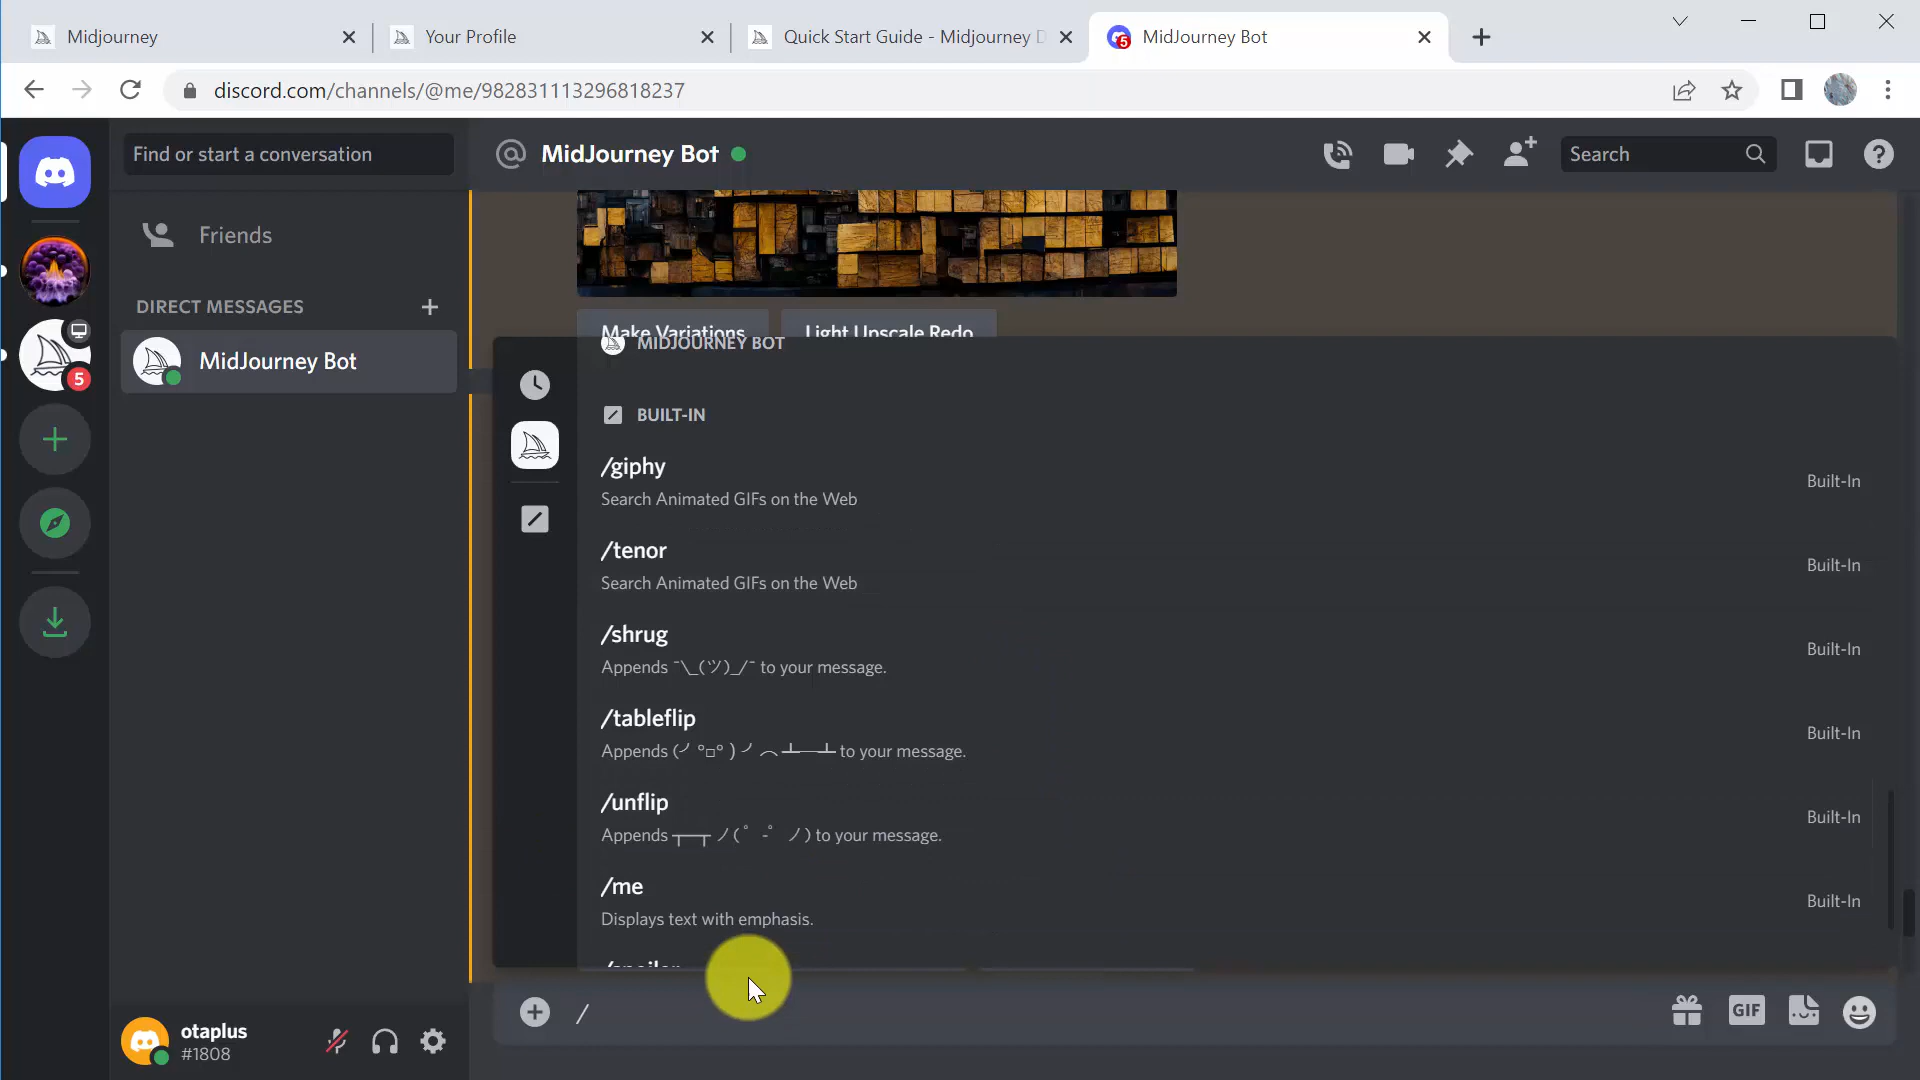 Midjourney
Your Profile
Quick Start Guide - Midjourney D
MidJourney Bot
5
discord.com/channels/@me/982831113296818237
Find or start a conversation
MidJourney Bot
Search
Friends
DIRECT MESSAGES
MidJourney Bot
5
Make Variations
Light Upscale Redo
MIDJOURNEY BOT
BUILT-IN
/giphy
Search Animated GIFs on the Web
Built-In
/tenor
Search Animated GIFs on the Web
Built-In
/shrug
Appends ¯\_(ツ)_/¯ to your message.
Built-In
/tableflip
Appends (╯°□°)╯︵ ┻━┻ to your message.
Built-In
/unflip
Appends ┬─┬ ノ( ゜-゜ノ) to your message.
Built-In
/me
Displays text with emphasis.
Built-In
/spoiler
/
GIF
otaplus
#1808